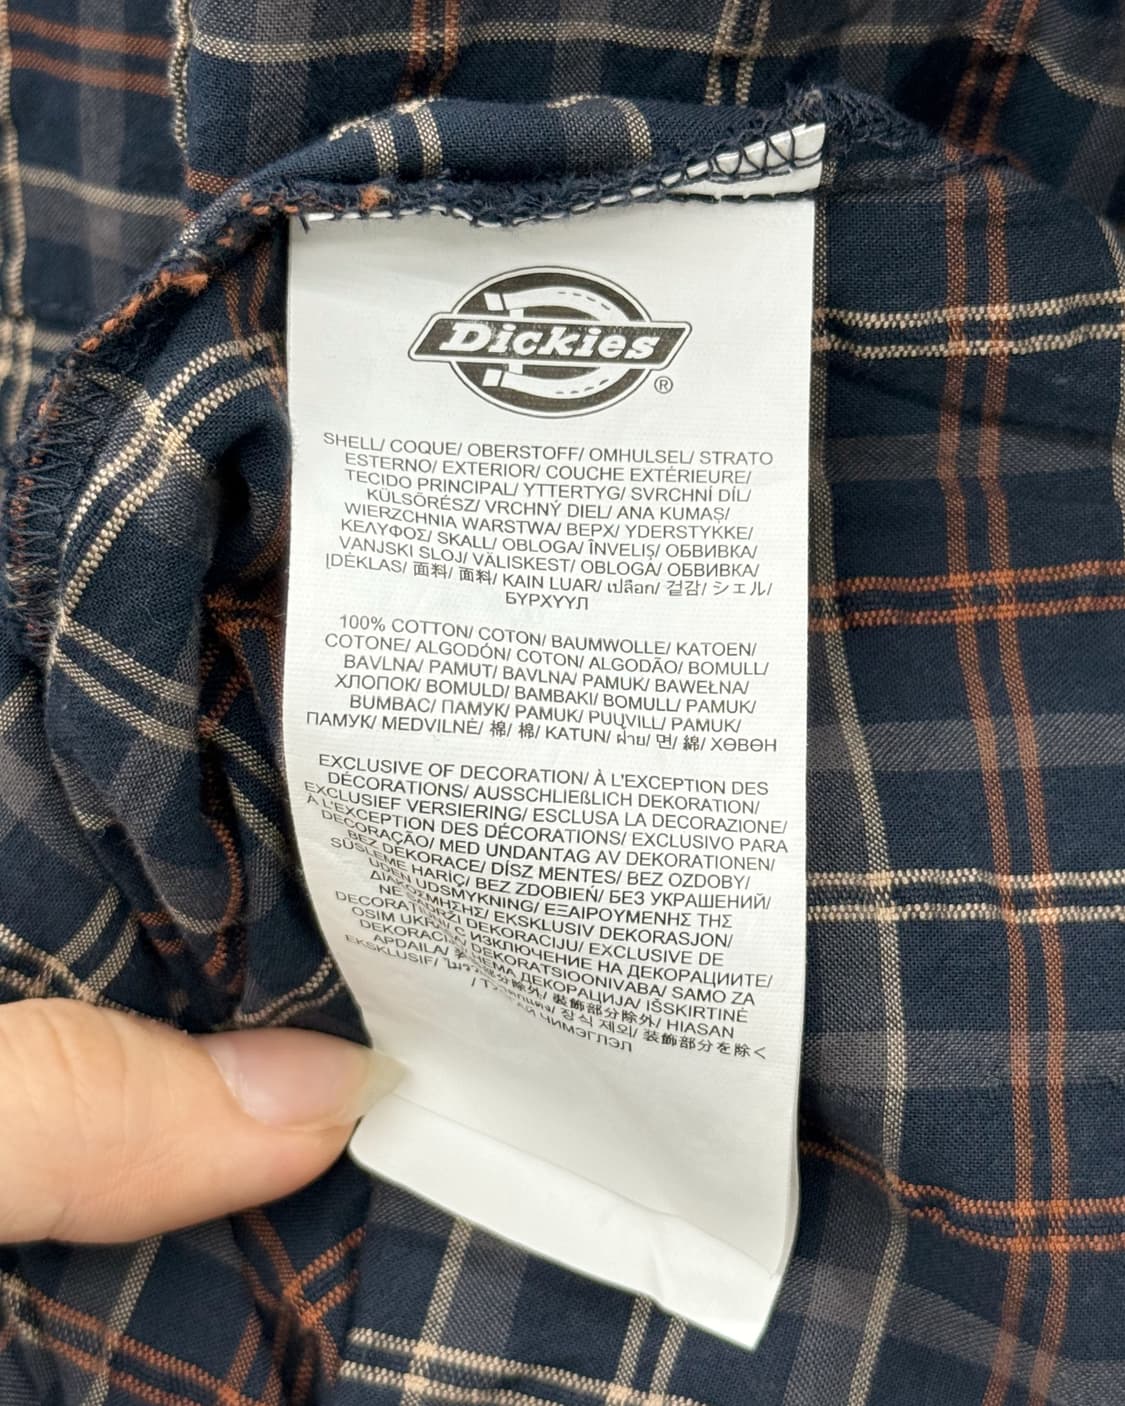 Dickies
®
SHELL/ COQUE/ OBERSTOFF/ OMHULSEL/ STRATO
ESTERNO/ EXTERIOR/ COUCHE EXTÉRIEURE/
TECIDO PRINCIPAL/ YTTERTYG/ SVRCHNÍ DÍL/
KÜLSŐRÉSZ/ VRCHNÝ DIEL/ ANA KUMAŞ/
WIERZCHNIA WARSTWA/ ВЕРХ/ YDERSTYKKE/
ΚΕΛΥΦΟΣ/ SKALL/ OBLOGA/ ÎNVELIŞ/ ОБВИВКА/
VANJSKI SLOJ/ VÄLISKEST/ OBLOGA/ ОБВИВКА/
ĮDĖKLAS/ 面料/ 面料/ KAIN LUAR/ เปลือก/ 겉감/ シェル/
БҮРХҮҮЛ
100% COTTON/ COTON/ BAUMWOLLE/ KATOEN/
COTONE/ ALGODÓN/ COTON/ ALGODÃO/ BOMULL/
BAVLNA/ PAMUT/ BAVLNA/ PAMUK/ BAWEŁNA/
ХЛОПОК/ BOMULD/ BAMBAKI/ BOMULL/ PAMUK/
BUMBAC/ ПАМУК/ PAMUK/ PUUVILL/ PAMUK/
ПАМУК/ MEDVILNĖ/ 棉/ 棉/ KATUN/ ฝ้าย/ 면/ 綿/ ХӨВӨН
EXCLUSIVE OF DECORATION/ À L'EXCEPTION DES
DÉCORATIONS/ AUSSCHLIEßLICH DEKORATION/
EXCLUSIEF VERSIERING/ ESCLUSA LA DECORAZIONE/
À L'EXCEPTION DES DÉCORATIONS/ EXCLUSIVO PARA
DECORAÇÃO/ MED UNDANTAG AV DEKORATIONEN/
BEZ DEKORACE/ DÍSZ MENTES/ BEZ OZDOBY/
SÜSLEME HARİÇ/ BEZ ZDOBIEŃ/ БЕЗ УКРАШЕНИЙ/
UDEN UDSMYKNING/ ΕΞΑΙΡΟΥΜΕΝΗΣ ΤΗΣ
EKSKLUSIV DEKORASJON/
DEKORACIJU/ EXCLUSIVE DE
ИЗКЛЮЧЕНИЕ НА ДЕКОРАЦИИТЕ/
OSIM DEKORATSIOONIVABA/ SAMO ZA
ДЕКОРАЦИЈА/ IŠSKIRTINĖ
APDAILA/ 装飾部分除外/ HIASAN
EKSKLUSIF/ 장식 제외/ 装飾部分を除く
ЧИМЭГЛЭЛ